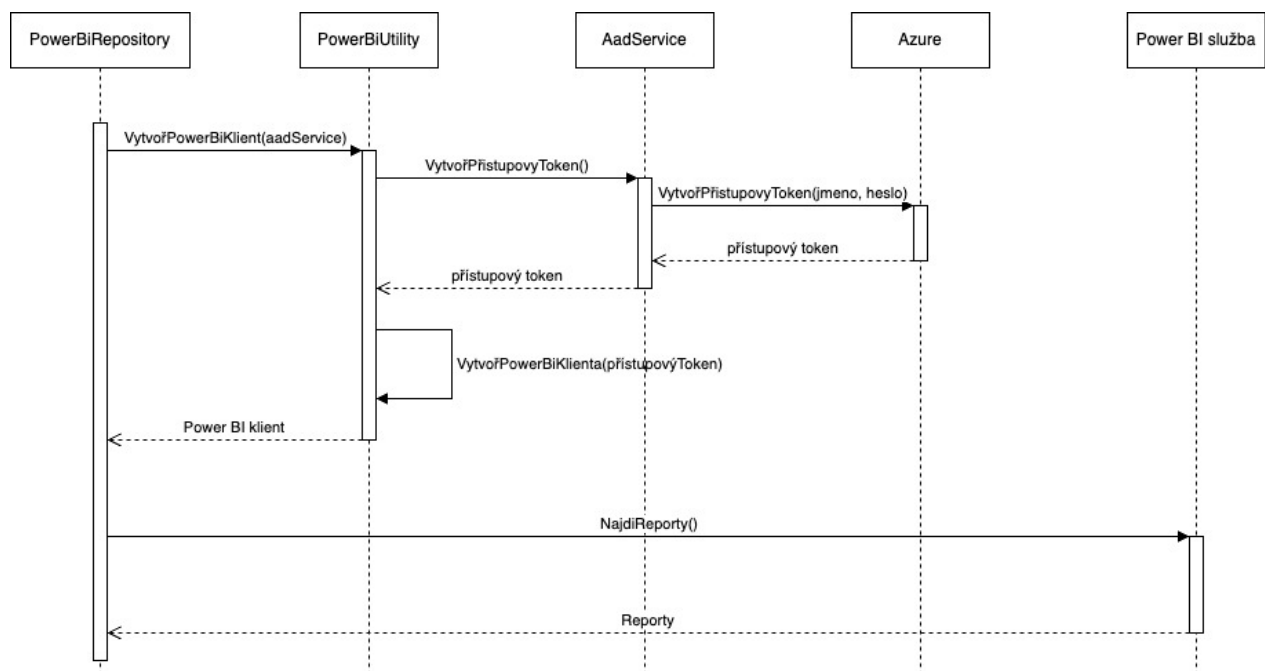 PowerBiRepository
PowerBiUtility
AadService
Azure
Power BI služba
VytvořPowerBiKlient(aadService)
VytvořPřistupovyToken()
VytvořPřistupovyToken(jmeno, heslo)
přístupový token
přístupový token
VytvořPowerBiKlienta(přístupovýToken)
Power BI klient
NajdiReporty()
Reporty